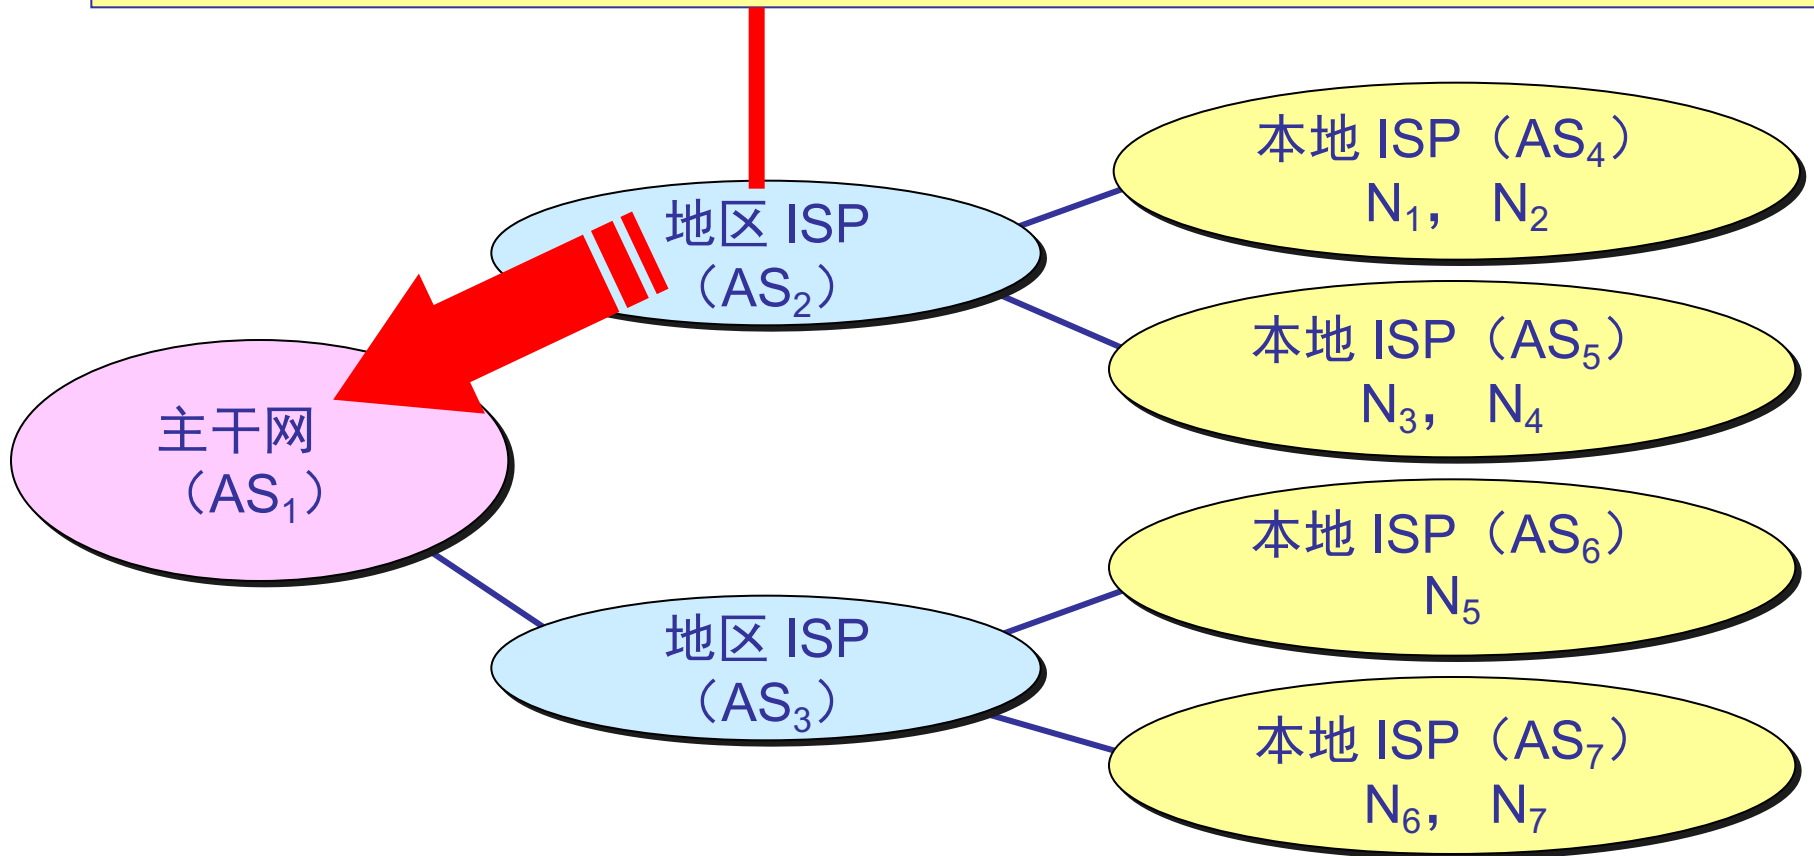 地区 ISP
（AS₂）
本地 ISP（AS₄）
N₁， N₂
本地 ISP（AS₅）
N₃， N₄
主干网
（AS₁）
地区 ISP
（AS₃）
本地 ISP（AS₆）
N₅
本地 ISP（AS₇）
N₆， N₇